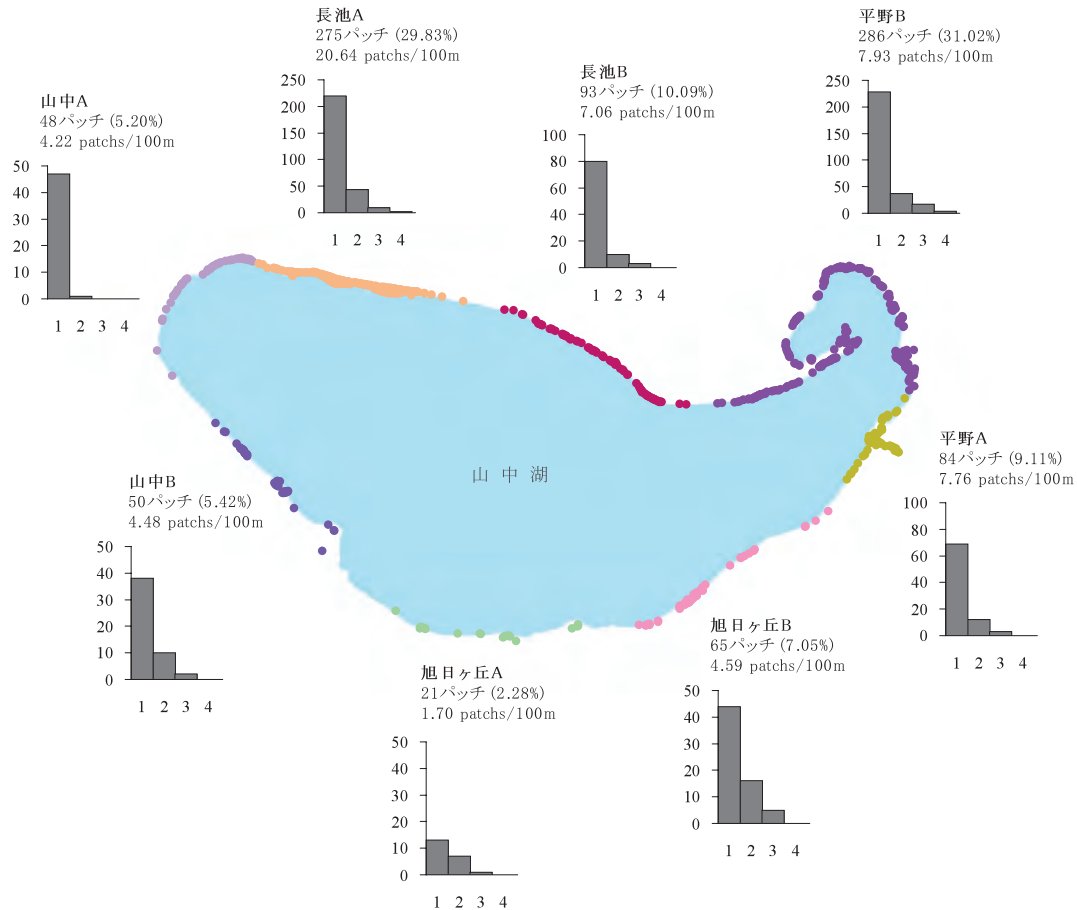 長池A
275パッチ (29.83%)
20.64 patchs/100m
250
200
150
100
50
0
1 2 3 4
平野B
286パッチ (31.02%)
7.93 patchs/100m
250
200
150
100
50
0
1 2 3 4
長池B
93パッチ (10.09%)
7.06 patchs/100m
100
80
60
40
20
0
1 2 3 4
山中A
48パッチ (5.20%)
4.22 patchs/100m
50
40
30
20
10
0
1 2 3 4
山中湖
平野A
84パッチ (9.11%)
7.76 patchs/100m
100
80
60
40
20
0
1 2 3 4
山中B
50パッチ (5.42%)
4.48 patchs/100m
50
40
30
20
10
0
1 2 3 4
旭日ヶ丘B
65パッチ (7.05%)
4.59 patchs/100m
50
40
30
20
10
0
1 2 3 4
旭日ヶ丘A
21パッチ (2.28%)
1.70 patchs/100m
50
40
30
20
10
0
1 2 3 4